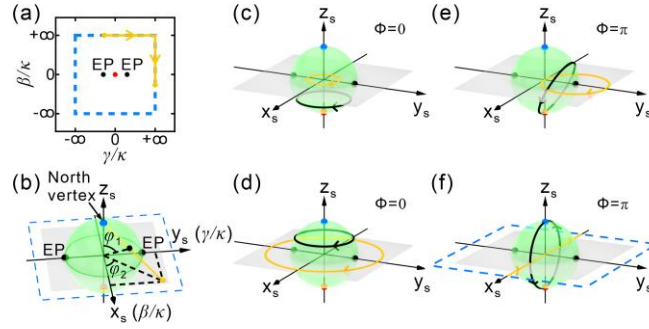 (a)
+∞
0
-∞
β/κ
EP
EP
-∞
0
+∞
γ/κ
(b)
North
vertex
z_s
EP
φ_1
EP
y_s (γ/κ)
φ_2
x_s (β/κ)
(c)
z_s
Φ=0
x_s
y_s
(d)
z_s
Φ=0
x_s
y_s
(e)
z_s
Φ=π
x_s
y_s
(f)
z_s
Φ=π
x_s
y_s